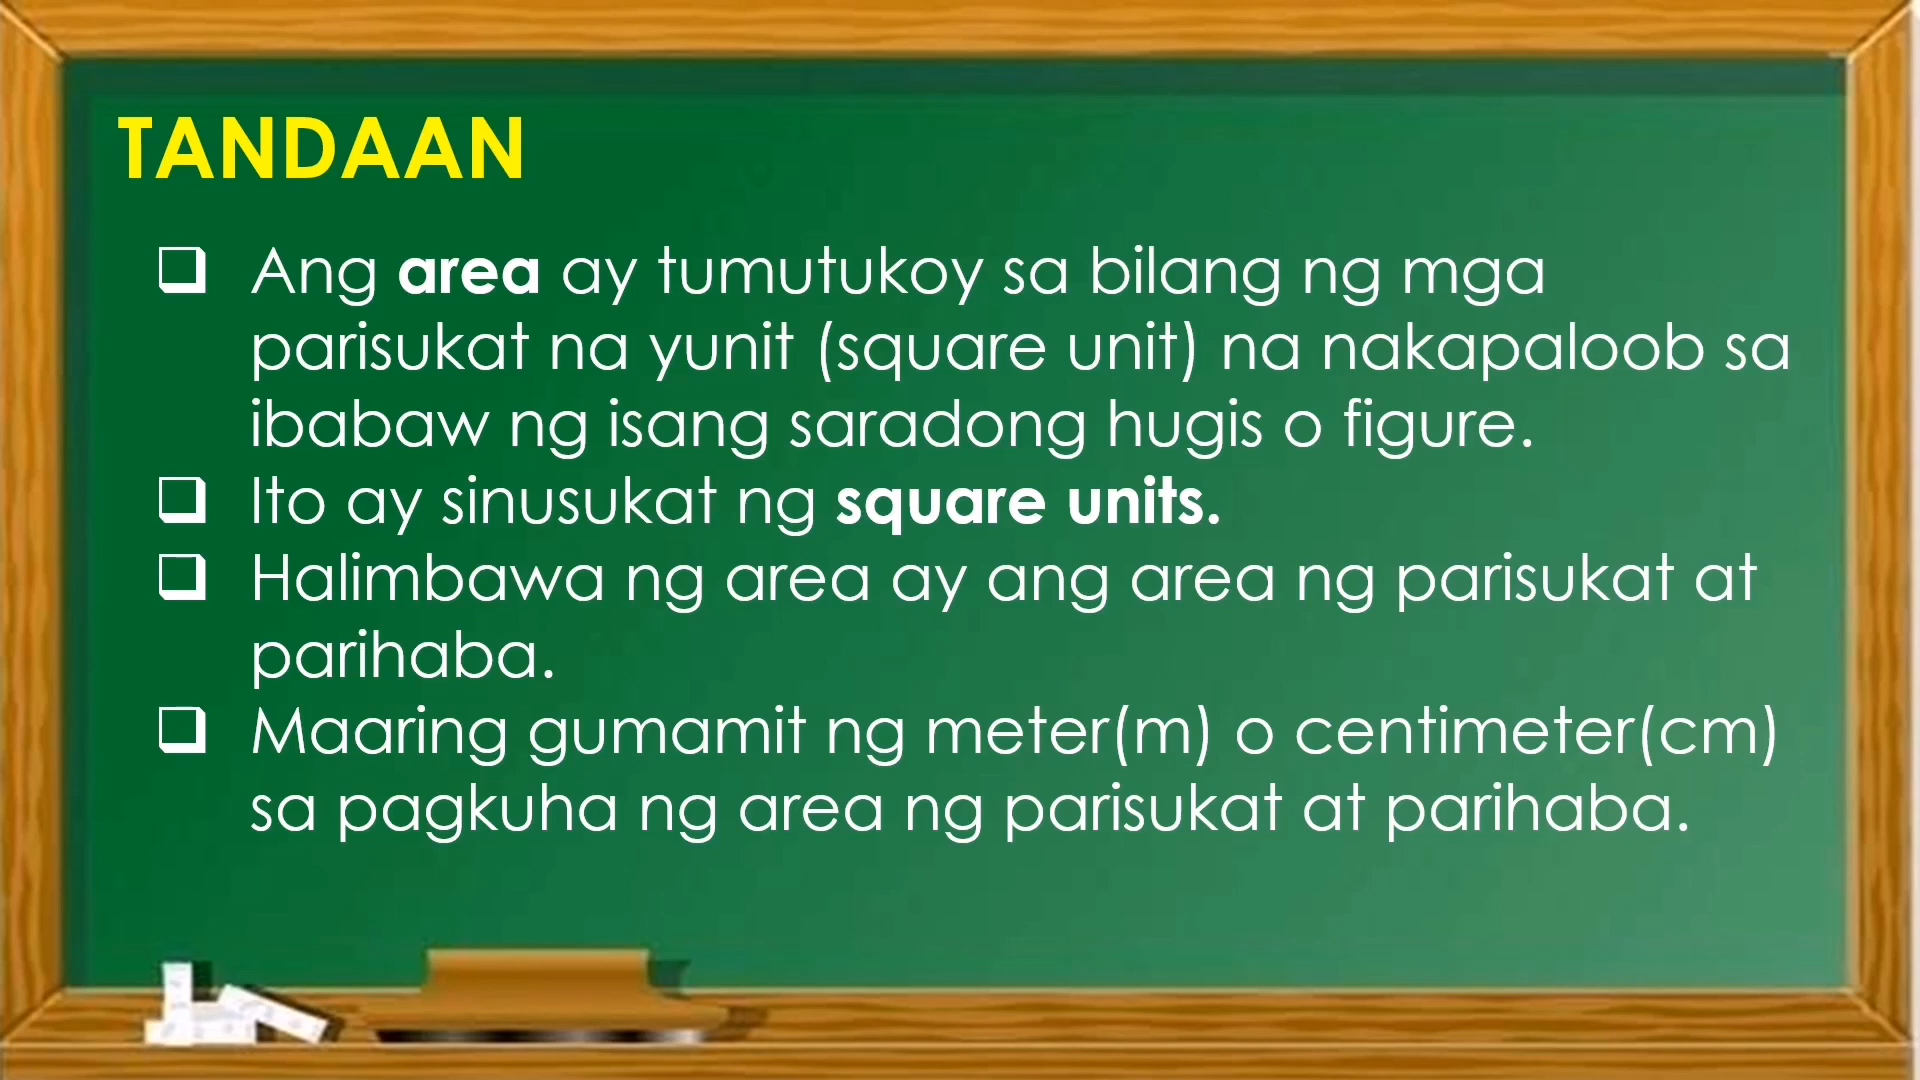 TANDAAN
❑ Ang area ay tumutukoy sa bilang ng mga
parisukat na yunit (square unit) na nakapaloob sa
ibabaw ng isang saradong hugis o figure.
❑ Ito ay sinusukat ng square units.
❑ Halimbawa ng area ay ang area ng parisukat at
parihaba.
❑ Maaring gumamit ng meter(m) o centimeter(cm)
sa pagkuha ng area ng parisukat at parihaba.